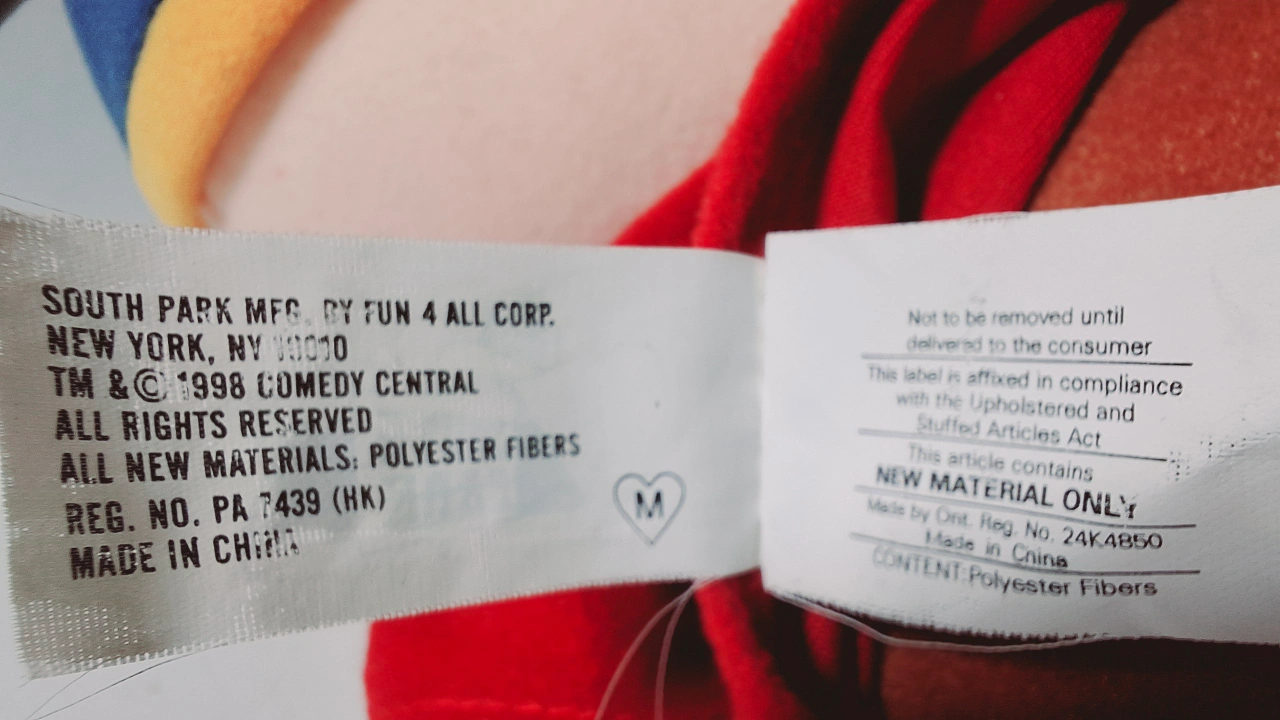 SOUTH PARK MFG. BY FUN 4 ALL CORP.
NEW YORK, NY 10010
TM & © 1998 COMEDY CENTRAL
ALL RIGHTS RESERVED
ALL NEW MATERIALS: POLYESTER FIBERS
REG. NO. PA 7439 (HK)
MADE IN CHINA
M
Not to be removed until
delivered to the consumer
This label is affixed in compliance
with the Upholstered and
Stuffed Articles Act
This article contains
NEW MATERIAL ONLY
Made by Ont. Reg. No. 24K4850
Made in China
CONTENT:Polyester Fibers